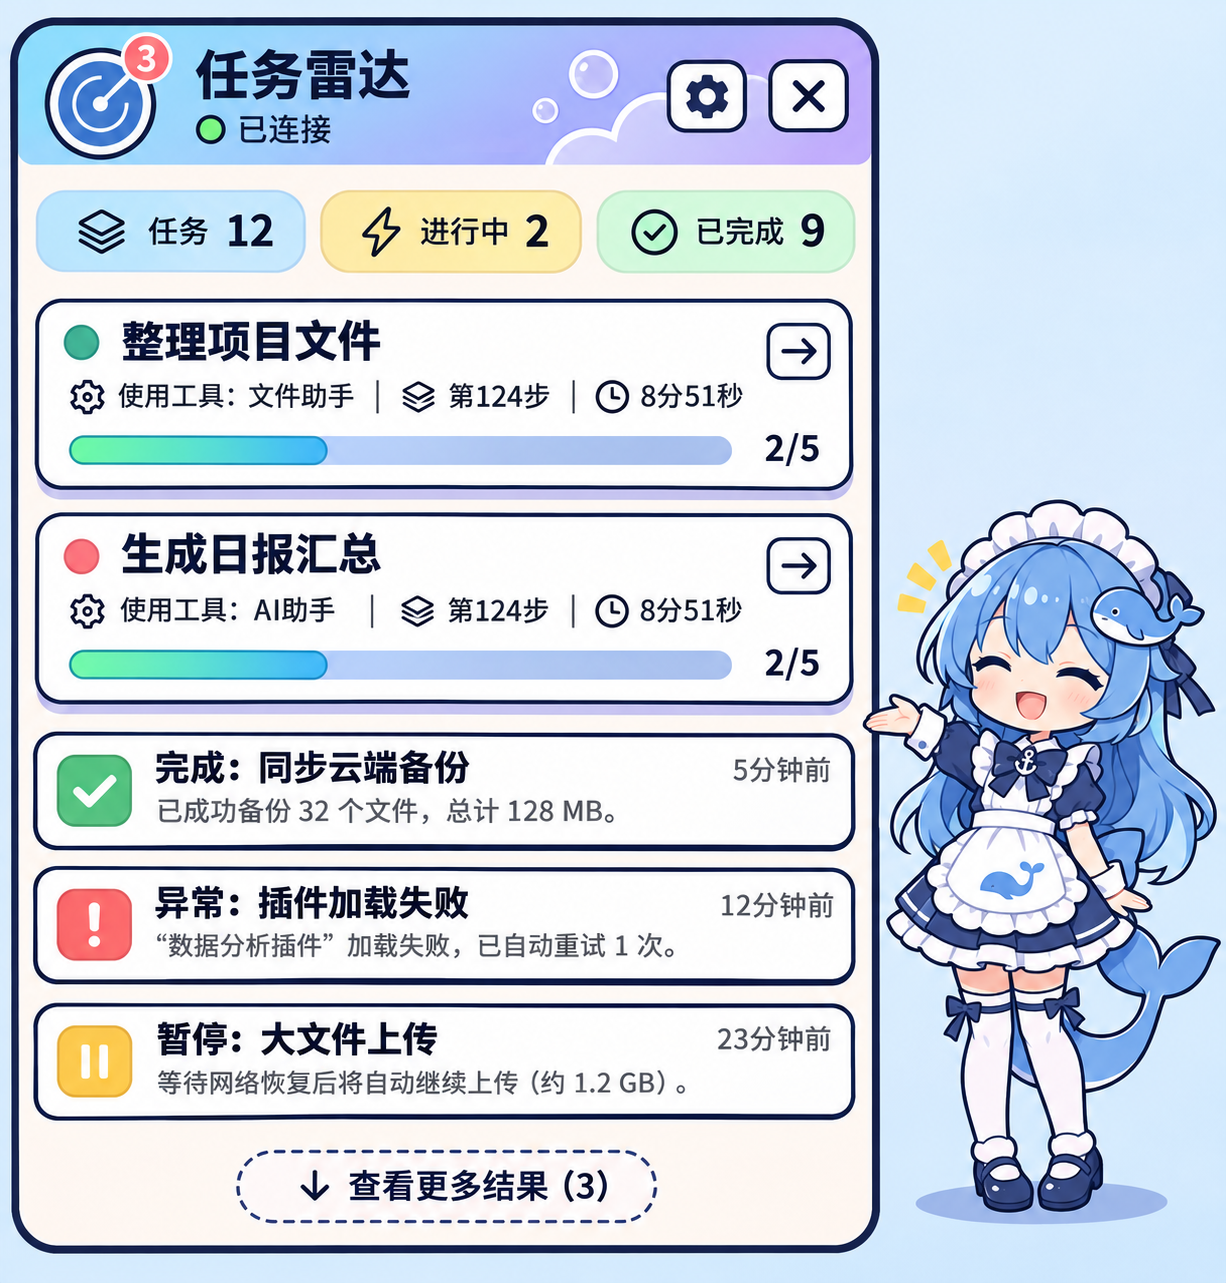 3
任务雷达
已连接
任务 12
进行中 2
已完成 9
整理项目文件
使用工具：文件助手 | 第124步 | 8分51秒
2/5
生成日报汇总
使用工具：AI助手 | 第124步 | 8分51秒
2/5
完成：同步云端备份 5分钟前
已成功备份 32 个文件，总计 128 MB。
异常：插件加载失败 12分钟前
“数据分析插件”加载失败，已自动重试 1 次。
暂停：大文件上传 23分钟前
等待网络恢复后将自动继续上传（约 1.2 GB）。
查看更多结果（3）